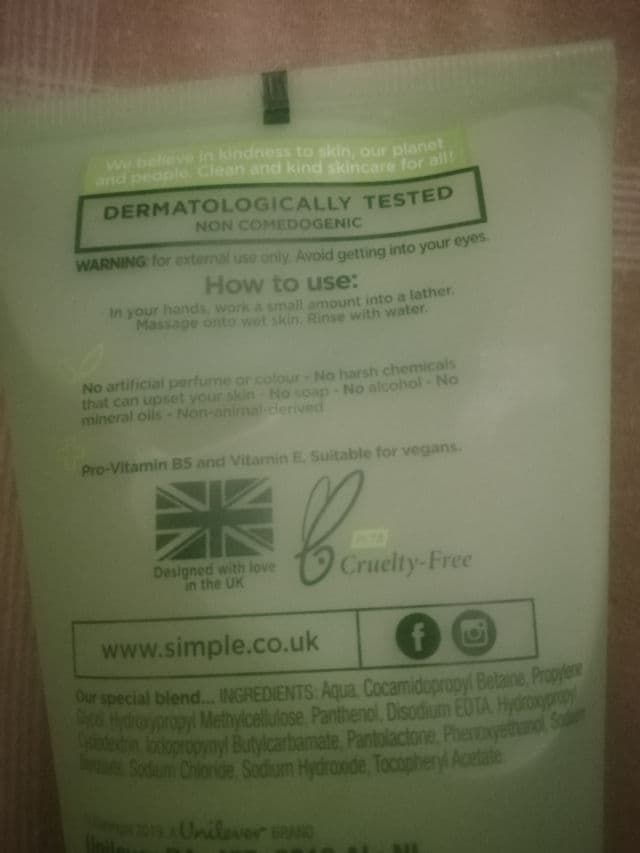 We believe in kindness to skin, our planet
and people. Clean and kind skincare for all!
DERMATOLOGICALLY TESTED
NON COMEDOGENIC
WARNING: for external use only. Avoid getting into your eyes.
How to use:
In your hands, work a small amount into a lather.
Massage onto wet skin. Rinse with water.
No artificial perfume or colour - No harsh chemicals
that can upset your skin - No soap - No alcohol - No
mineral oils - Non-animal-derived
Pro-Vitamin B5 and Vitamin E. Suitable for vegans.
PETA
Cruelty-Free
Designed with love
in the UK
www.simple.co.uk
Our special blend... INGREDIENTS: Aqua, Cocamidopropyl Betaine, Propylene
Glycol, Hydroxypropyl Methylcellulose, Panthenol, Disodium EDTA, Hydroxypropyl
Cyclodextrin, Iodopropynyl Butylcarbamate, Pantolactone, Phenoxyethanol, Sodium
Sodium Chloride, Sodium Hydroxide, Tocopheryl Acetate.
2019 A Unilever BRAND